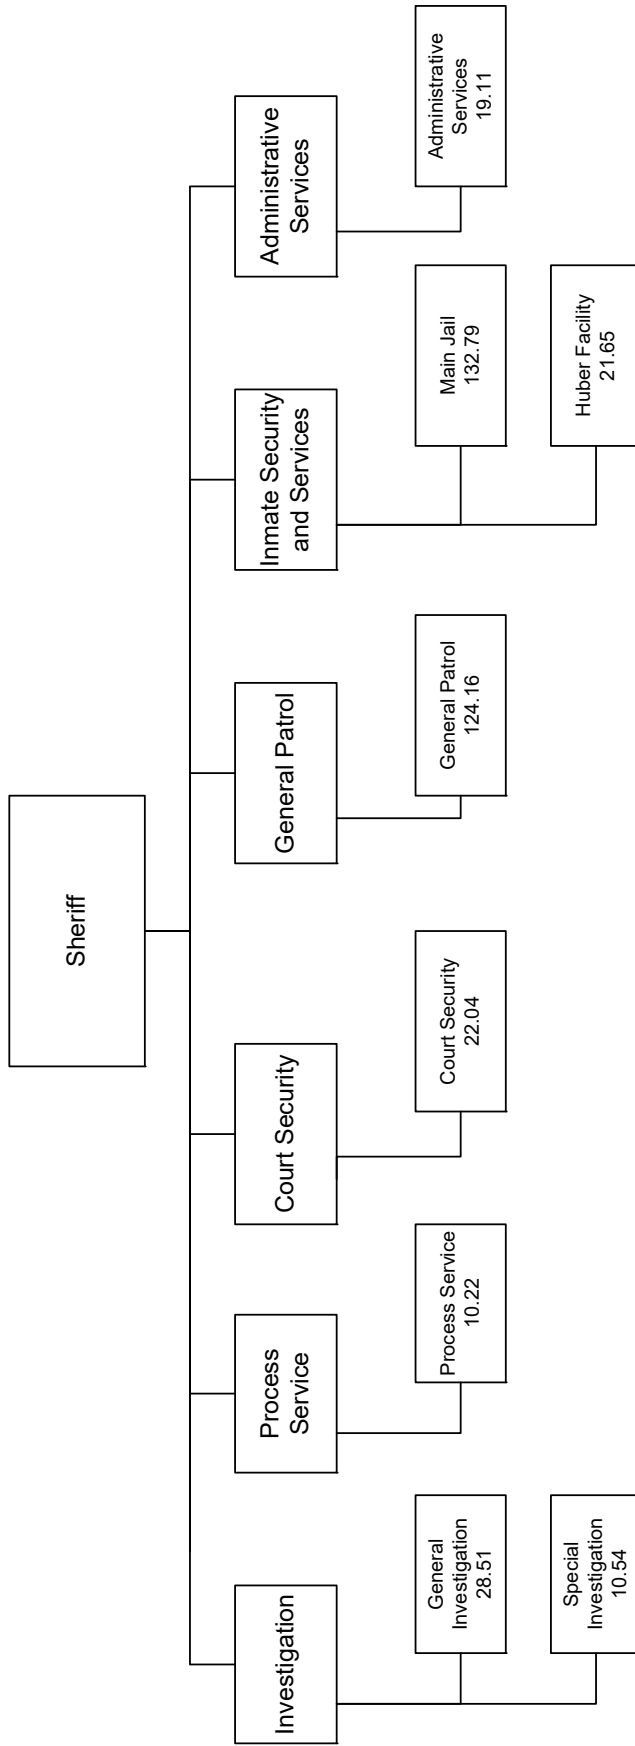 Sheriff
Investigation
Process
Service
Court Security
General Patrol
Inmate Security
and Services
Administrative
Services
General
Investigation
28.51
Process Service
10.22
Court Security
22.04
General Patrol
124.16
Main Jail
132.79
Administrative
Services
19.11
Special
Investigation
10.54
Huber Facility
21.65